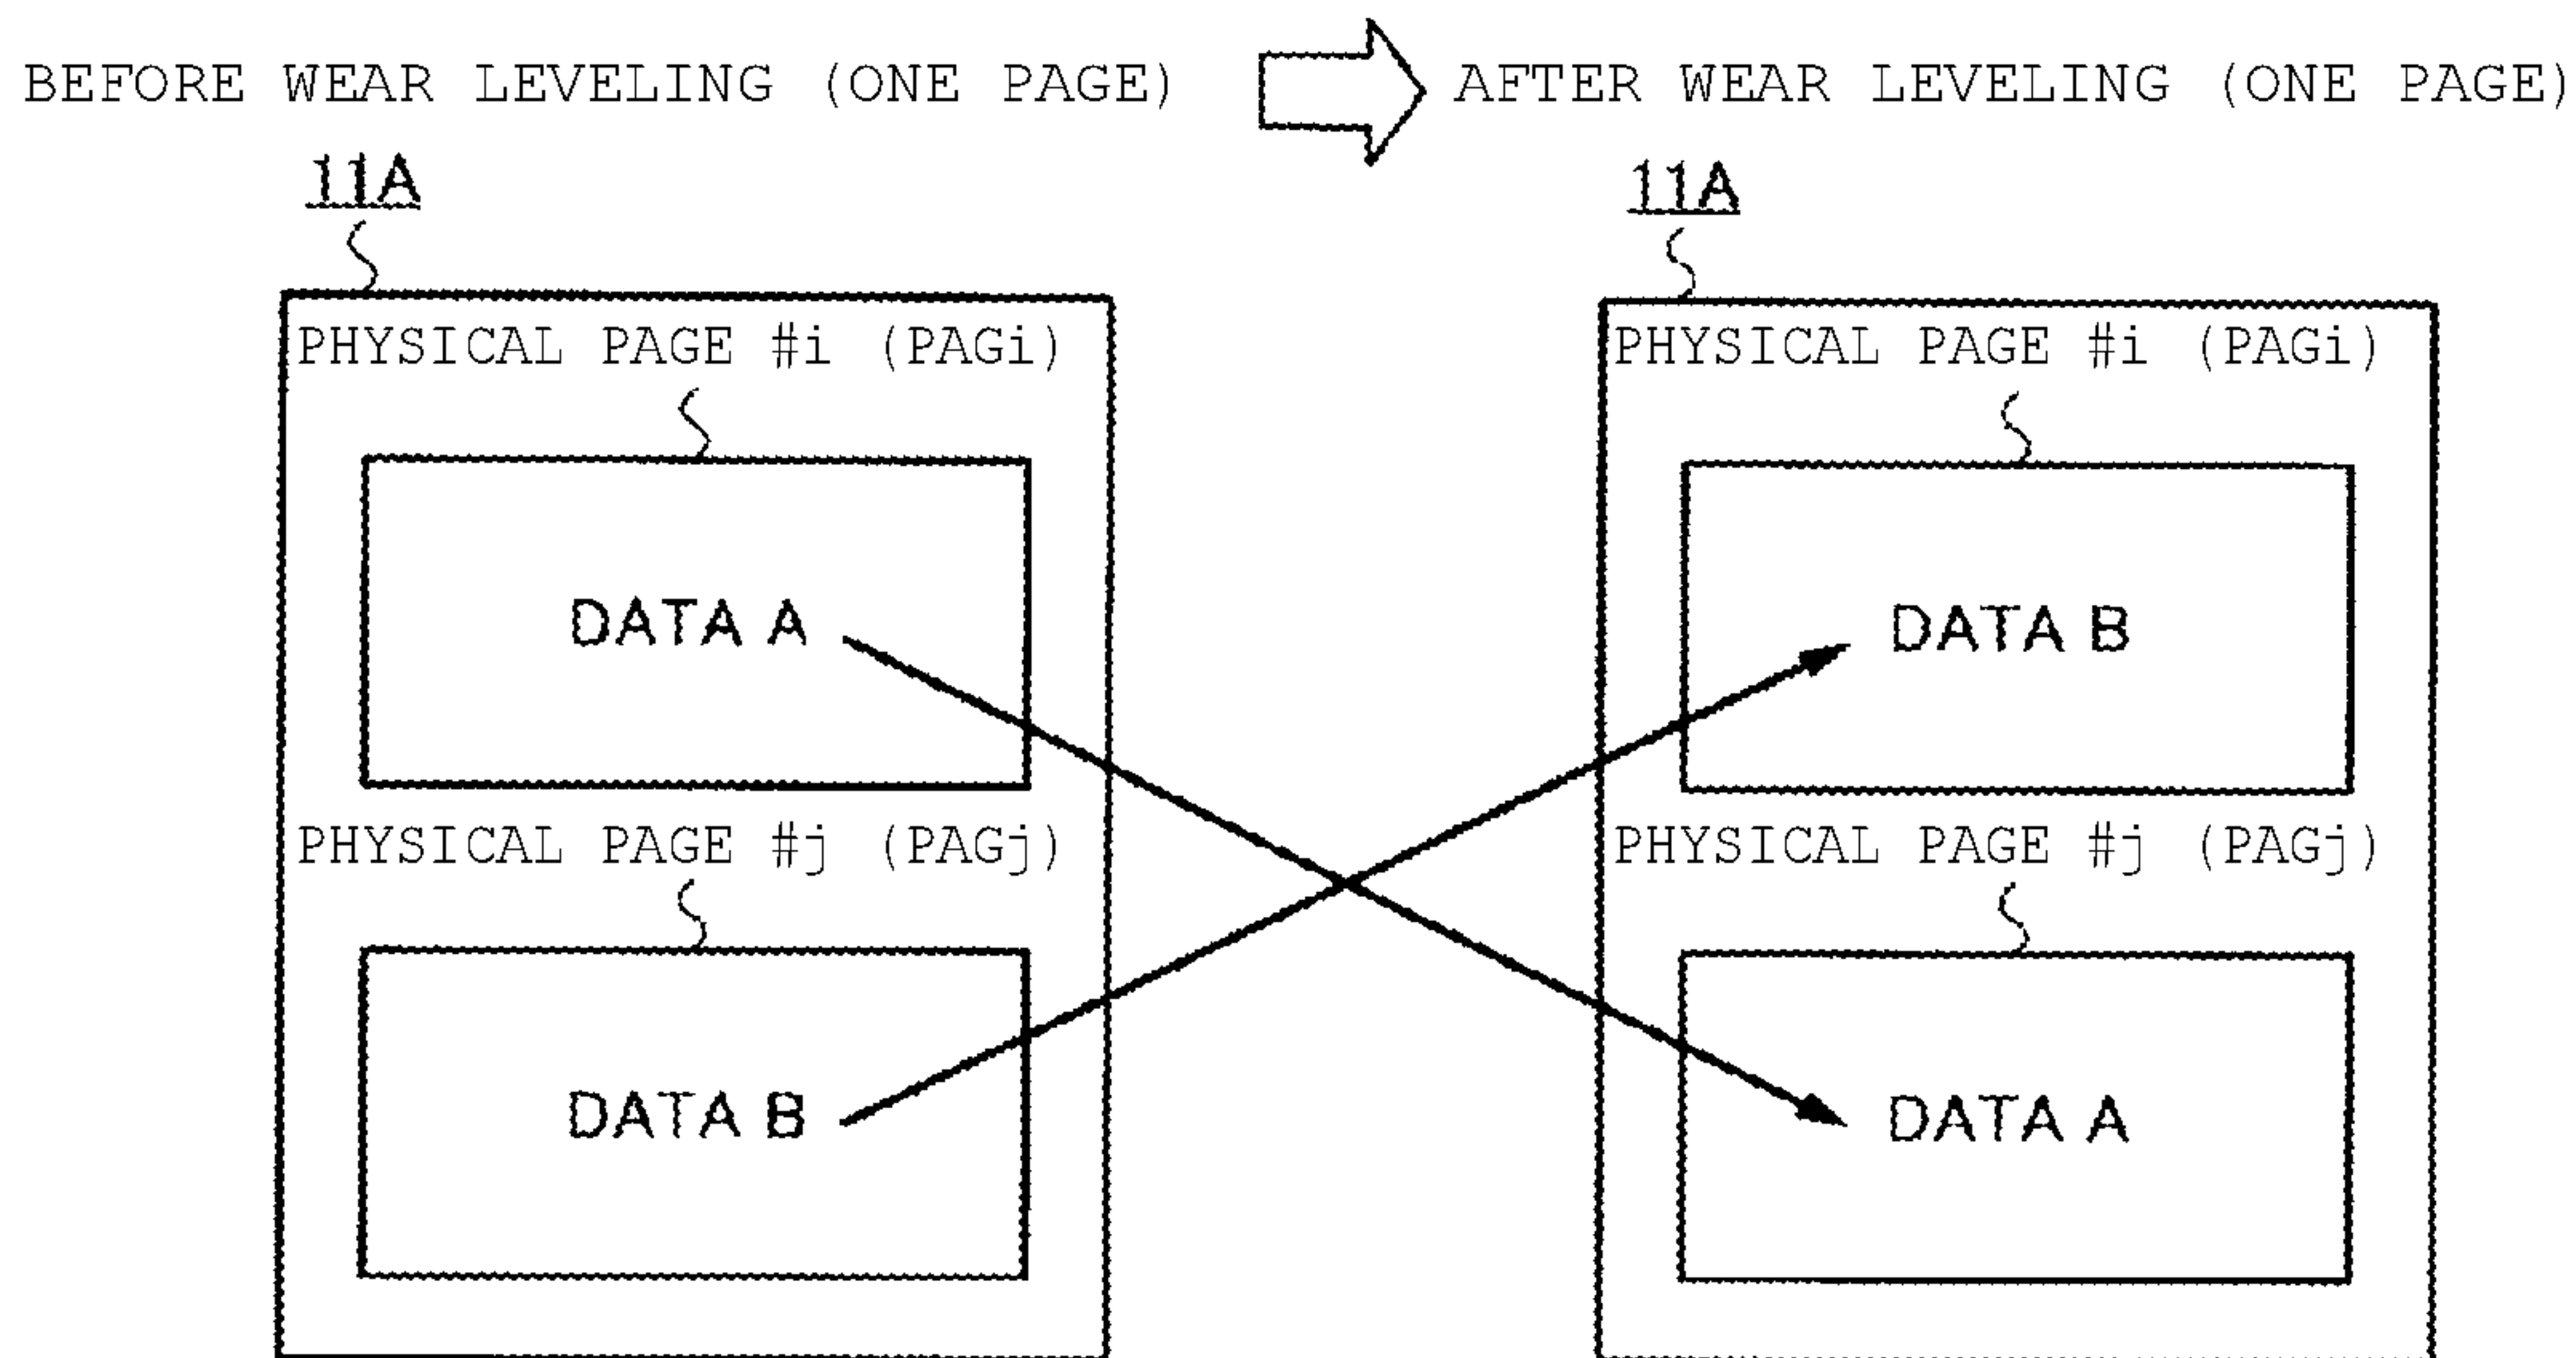 BEFORE WEAR LEVELING (ONE PAGE)
AFTER WEAR LEVELING (ONE PAGE)
11A
PHYSICAL PAGE #i (PAGi)
DATA A
PHYSICAL PAGE #j (PAGj)
DATA B
11A
PHYSICAL PAGE #i (PAGi)
DATA B
PHYSICAL PAGE #j (PAGj)
DATA A